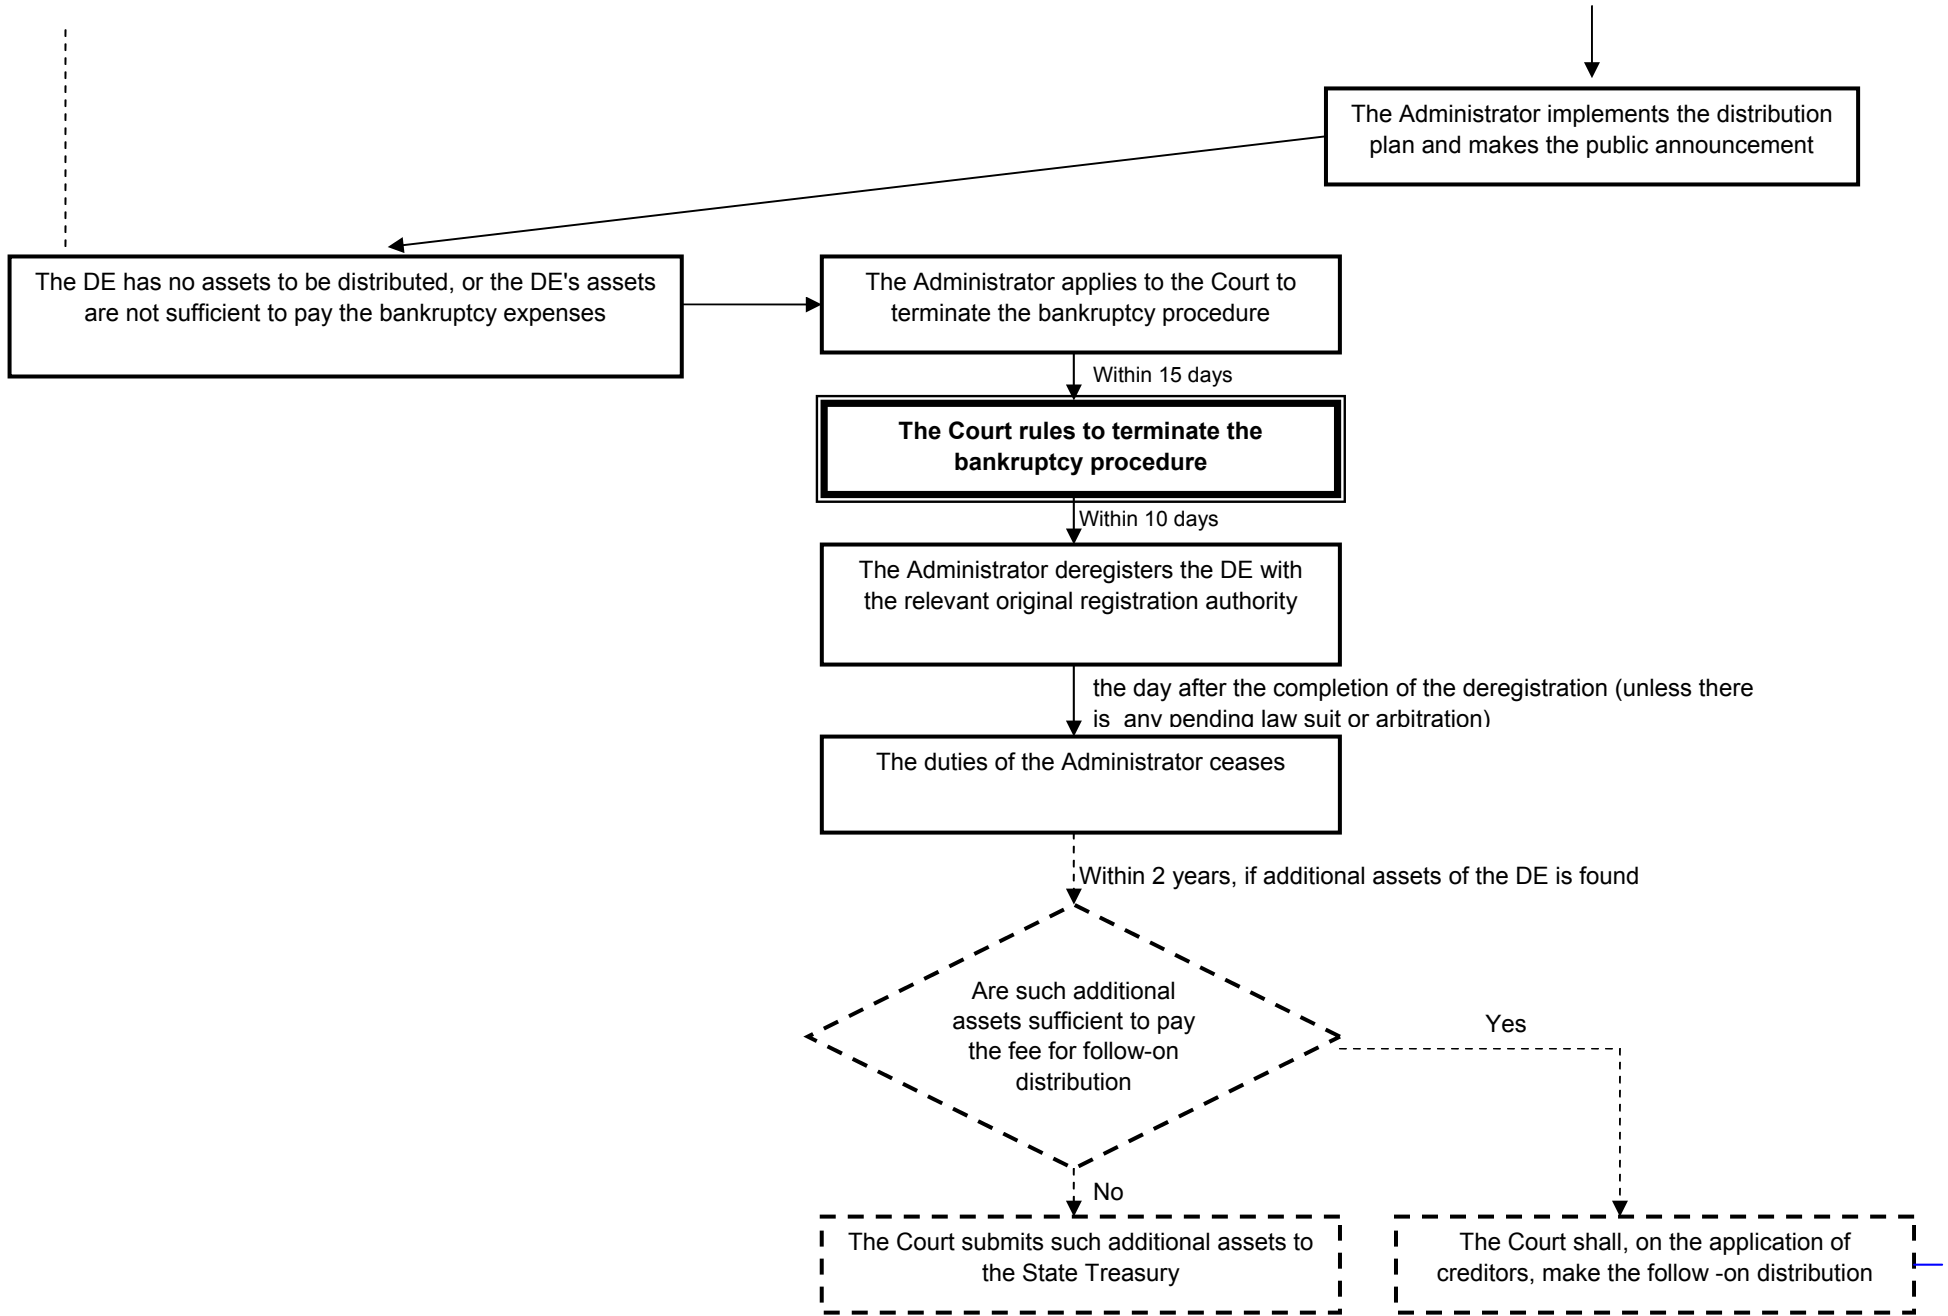 The Administrator implements the distribution
plan and makes the public announcement
The DE has no assets to be distributed, or the DE's assets
are not sufficient to pay the bankruptcy expenses
The Administrator applies to the Court to
terminate the bankruptcy procedure
Within 15 days
The Court rules to terminate the
bankruptcy procedure
Within 10 days
The Administrator deregisters the DE with
the relevant original registration authority
the day after the completion of the deregistration (unless there
is any pending law suit or arbitration)
The duties of the Administrator ceases
Within 2 years, if additional assets of the DE is found
Are such additional
assets sufficient to pay
the fee for follow-on
distribution
Yes
No
The Court submits such additional assets to
the State Treasury
The Court shall, on the application of
creditors, make the follow -on distribution